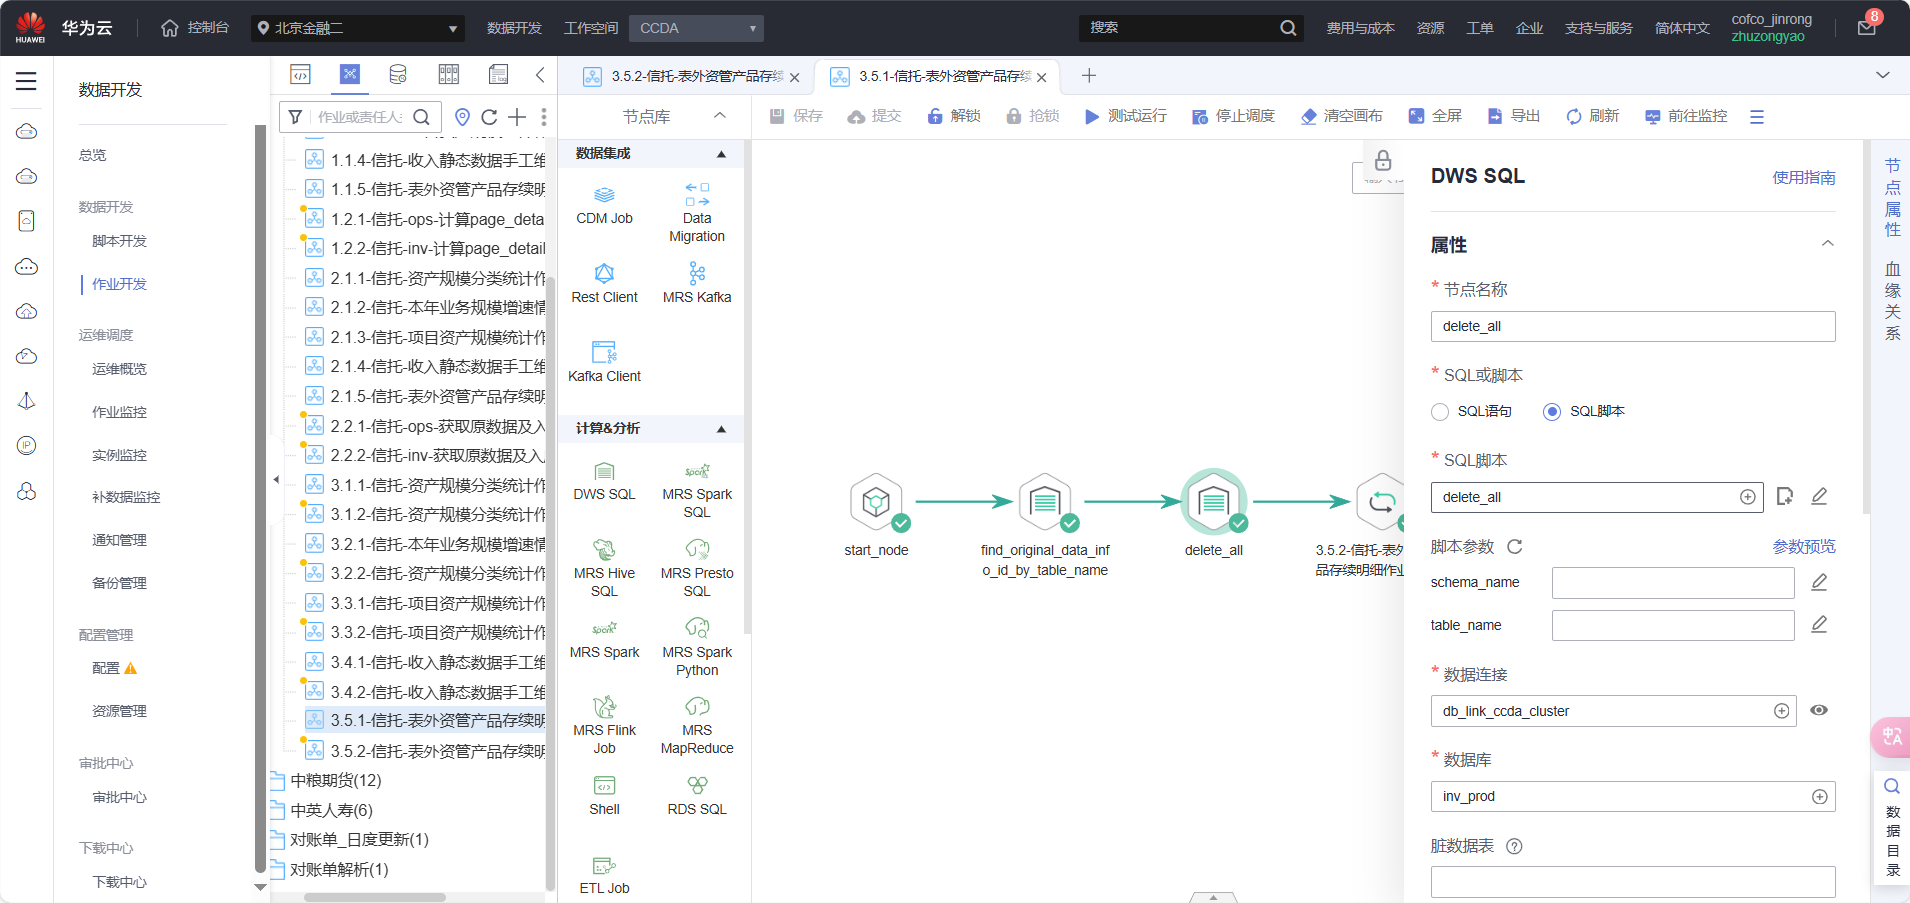 HUAWEI
华为云
控制台
北京金融二
数据开发
工作空间
CCDA
搜索
费用与成本
资源
工单
企业
支持与服务
简体中文
cofco_jinrong
zhuzongyao
8
数据开发
总览
数据开发
脚本开发
作业开发
运维调度
运维概览
作业监控
实例监控
补数据监控
通知管理
备份管理
配置管理
配置
资源管理
审批中心
审批中心
下载中心
下载中心
作业或责任人:
1.1.4-信托-收入静态数据手工维
1.1.5-信托-表外资管产品存续明
1.2.1-信托-ops-计算page_deta
1.2.2-信托-inv-计算page_detail
2.1.1-信托-资产规模分类统计作
2.1.2-信托-本年业务规模增速情
2.1.3-信托-项目资产规模统计作
2.1.4-信托-收入静态数据手工维
2.1.5-信托-表外资管产品存续明
2.2.1-信托-ops-获取原数据及入
2.2.2-信托-inv-获取原数据及入
3.1.1-信托-资产规模分类统计作
3.1.2-信托-资产规模分类统计作
3.2.1-信托-本年业务规模增速情
3.2.2-信托-资产规模分类统计作
3.3.1-信托-项目资产规模统计作
3.3.2-信托-项目资产规模统计作
3.4.1-信托-收入静态数据手工维
3.4.2-信托-收入静态数据手工维
3.5.1-信托-表外资管产品存续明
3.5.2-信托-表外资管产品存续明
中粮期货(12)
中英人寿(6)
对账单_日度更新(1)
对账单解析(1)
3.5.2-信托-表外资管产品存续
3.5.1-信托-表外资管产品存续
节点库
保存
提交
解锁
抢锁
测试运行
停止调度
清空画布
全屏
导出
刷新
前往监控
数据集成
CDM Job
Data
Migration
Rest Client
MRS Kafka
Kafka Client
计算&分析
DWS SQL
MRS Spark
SQL
MRS Hive
SQL
MRS Presto
SQL
MRS Spark
MRS Spark
Python
MRS Flink
Job
MRS
MapReduce
Shell
RDS SQL
ETL Job
start_node
find_original_data_inf
o_id_by_table_name
delete_all
3.5.2-信托-表外
品存续明细作业
DWS SQL
使用指南
属性
* 节点名称
delete_all
* SQL或脚本
SQL语句
SQL脚本
* SQL脚本
delete_all
脚本参数
参数预览
schema_name
table_name
* 数据连接
db_link_ccda_cluster
* 数据库
inv_prod
脏数据表
节点属性
血缘关系
数据目录